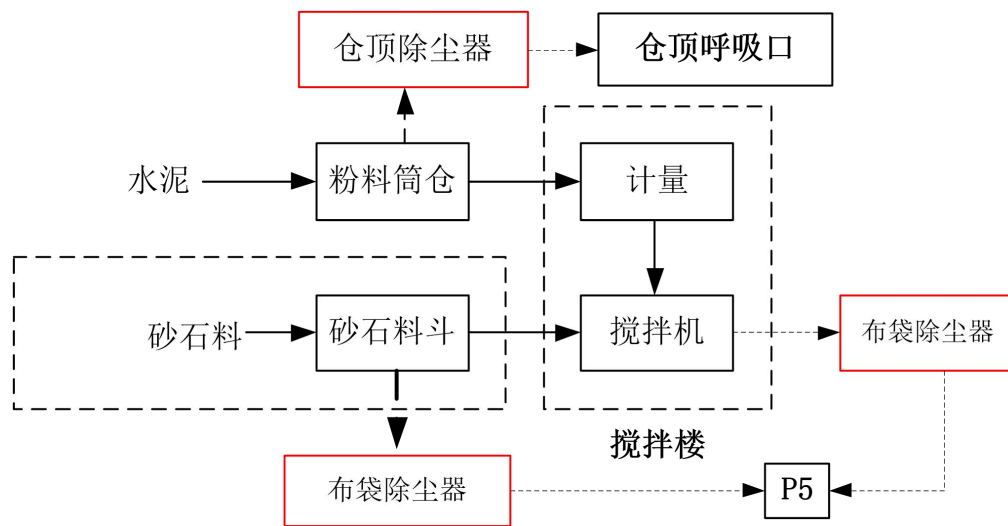 仓顶除尘器
仓顶呼吸口
水泥
粉料筒仓
计量
砂石料
砂石料斗
搅拌机
布袋除尘器
搅拌楼
布袋除尘器
P5